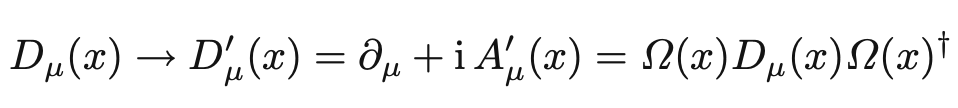 D_μ(x) → D′_μ(x) = ∂_μ + i A′_μ(x) = Ω(x)D_μ(x)Ω(x)†